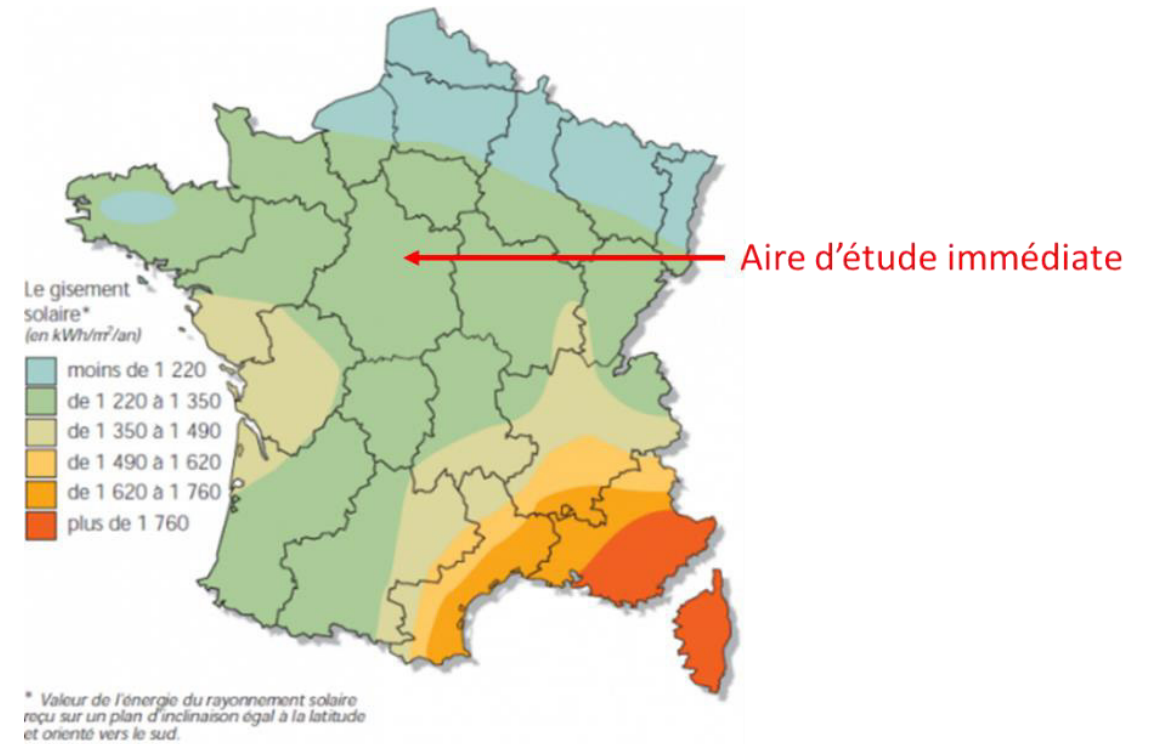 Aire d’étude immédiate
Le gisement
solaire*
(en kWh/m²/an)
moins de 1 220
de 1 220 à 1 350
de 1 350 à 1 490
de 1 490 à 1 620
de 1 620 à 1 760
plus de 1 760
* Valeur de l'énergie du rayonnement solaire
reçu sur un plan d'inclinaison égal à la latitude
et orienté vers le sud.